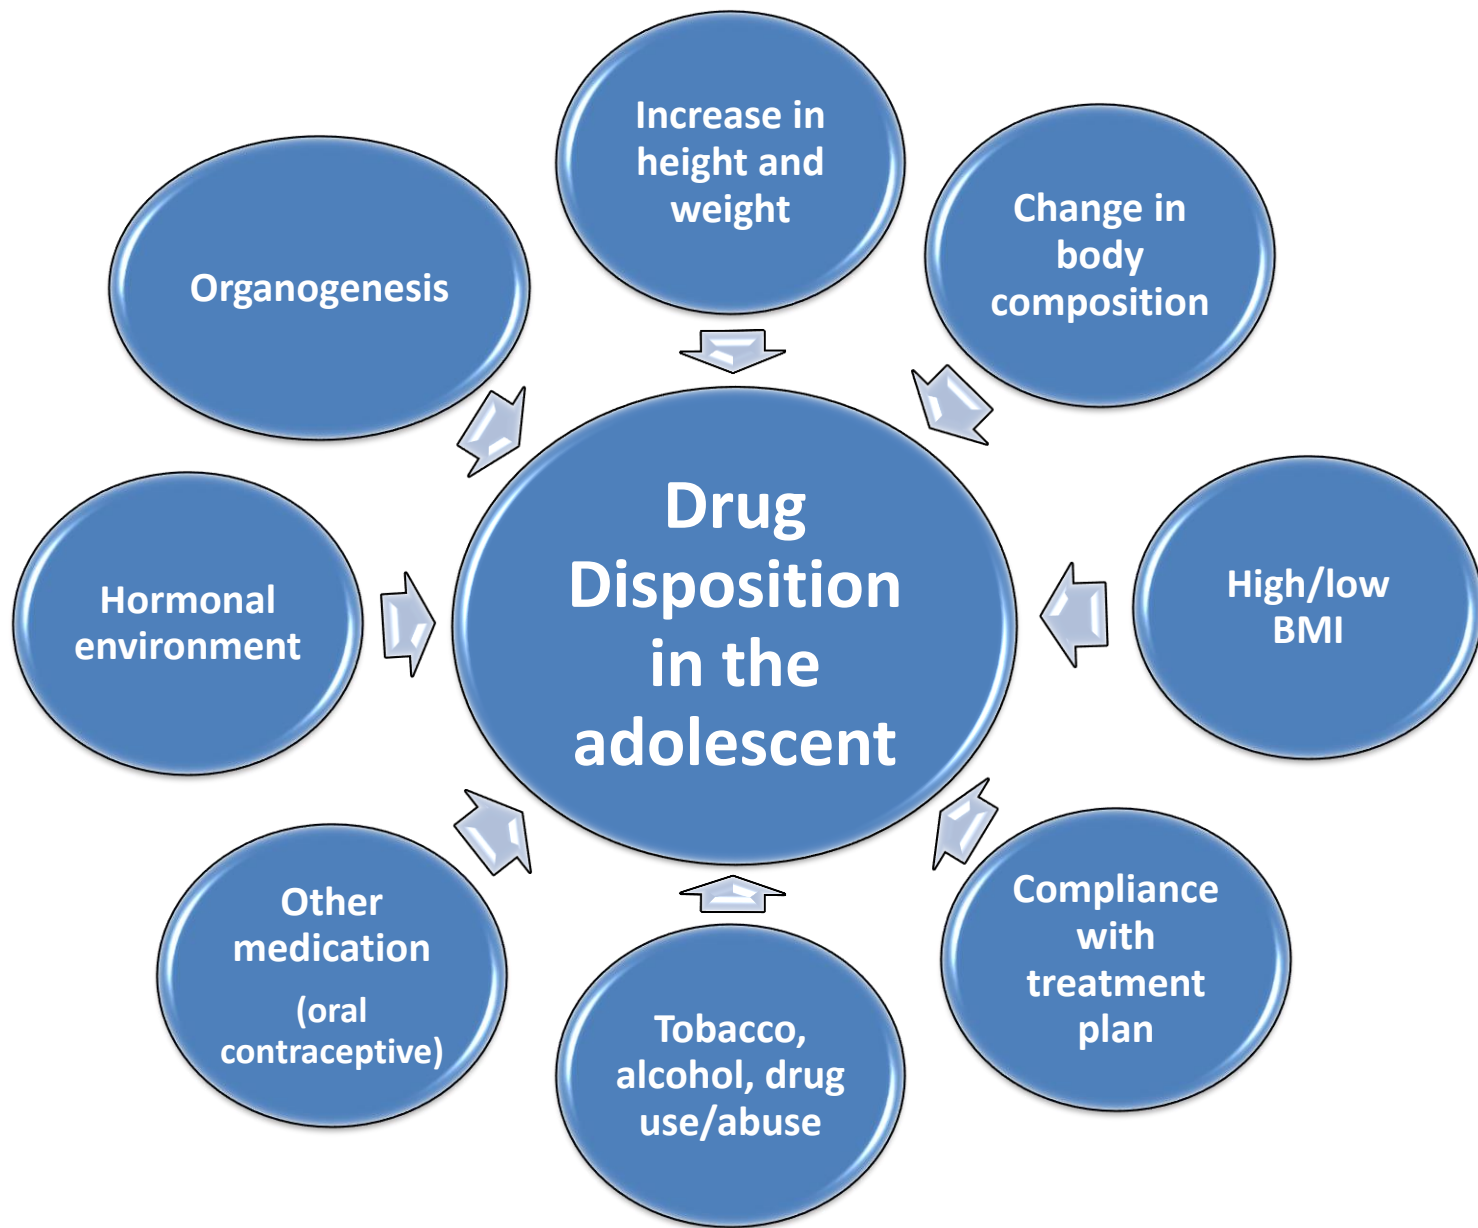 Increase in
height and
weight
Change in
body
composition
High/low
BMI
Compliance
with
treatment
plan
Tobacco,
alcohol, drug
use/abuse
Other
medication
(oral
contraceptive)
Hormonal
environment
Organogenesis
Drug
Disposition
in the
adolescent